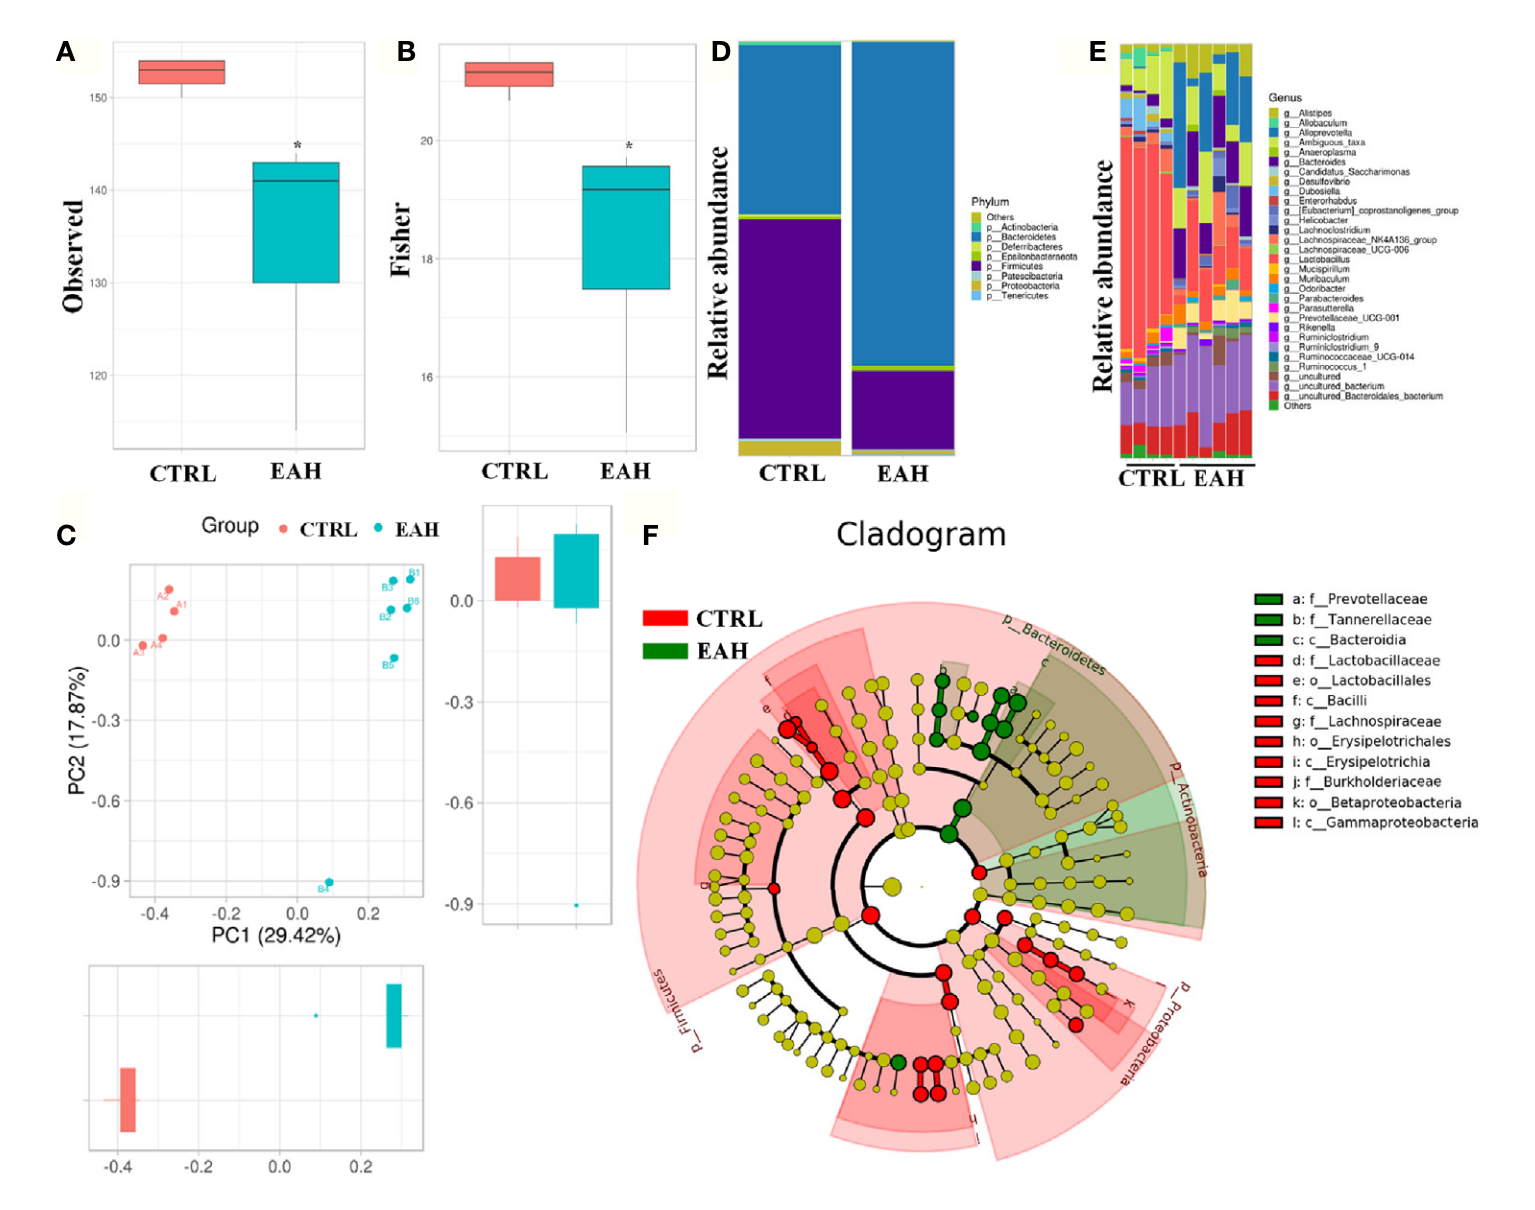 A
Observed
150
140
130
120
*
CTRL
EAH
B
Fisher
20
18
16
*
CTRL
EAH
D
Relative abundance
CTRL
EAH
Phylum
Others
p__Actinobacteria
p__Bacteroidetes
p__Deferribacteres
p__Epsilonbacteraeota
p__Firmicutes
p__Patescibacteria
p__Proteobacteria
p__Tenericutes
E
Relative abundance
CTRL EAH
Genus
g__Alistipes
g__Allobaculum
g__Alloprevotella
g__Ambiguous_taxa
g__Anaeroplasma
g__Bacteroides
g__Candidatus_Saccharimonas
g__Desulfovibrio
g__Dubosiella
g__Enterorhabdus
g__[Eubacterium]_coprostanoligenes_group
g__Helicobacter
g__Lachnoclostridium
g__Lachnospiraceae_NK4A136_group
g__Lachnospiraceae_UCG-006
g__Lactobacillus
g__Mucispirillum
g__Muribaculum
g__Odoribacter
g__Parabacteroides
g__Parasutterella
g__Prevotellaceae_UCG-001
g__Rikenella
g__Ruminiclostridium
g__Ruminiclostridium_9
g__Ruminococcaceae_UCG-014
g__Ruminococcus_1
g__uncultured
g__uncultured_bacterium
g__uncultured_Bacteroidales_bacterium
Others
C
Group CTRL EAH
PC2 (17.87%)
0.0
-0.3
-0.6
-0.9
A2
A1
A4
A3
B3
B1
B2
B6
B5
B4
-0.4 -0.2 0.0 0.2
PC1 (29.42%)
0.0
-0.3
-0.6
-0.9
-0.4 -0.2 0.0 0.2
F
Cladogram
CTRL
EAH
p__Bacteroidetes
p__Actinobacteria
p__Proteobacteria
p__Firmicutes
a
b
c
d
e
f
g
h
i
k
l
a: f__Prevotellaceae
b: f__Tannerellaceae
c: c__Bacteroidia
d: f__Lactobacillaceae
e: o__Lactobacillales
f: c__Bacilli
g: f__Lachnospiraceae
h: o__Erysipelotrichales
i: c__Erysipelotrichia
j: f__Burkholderiaceae
k: o__Betaproteobacteria
l: c__Gammaproteobacteria